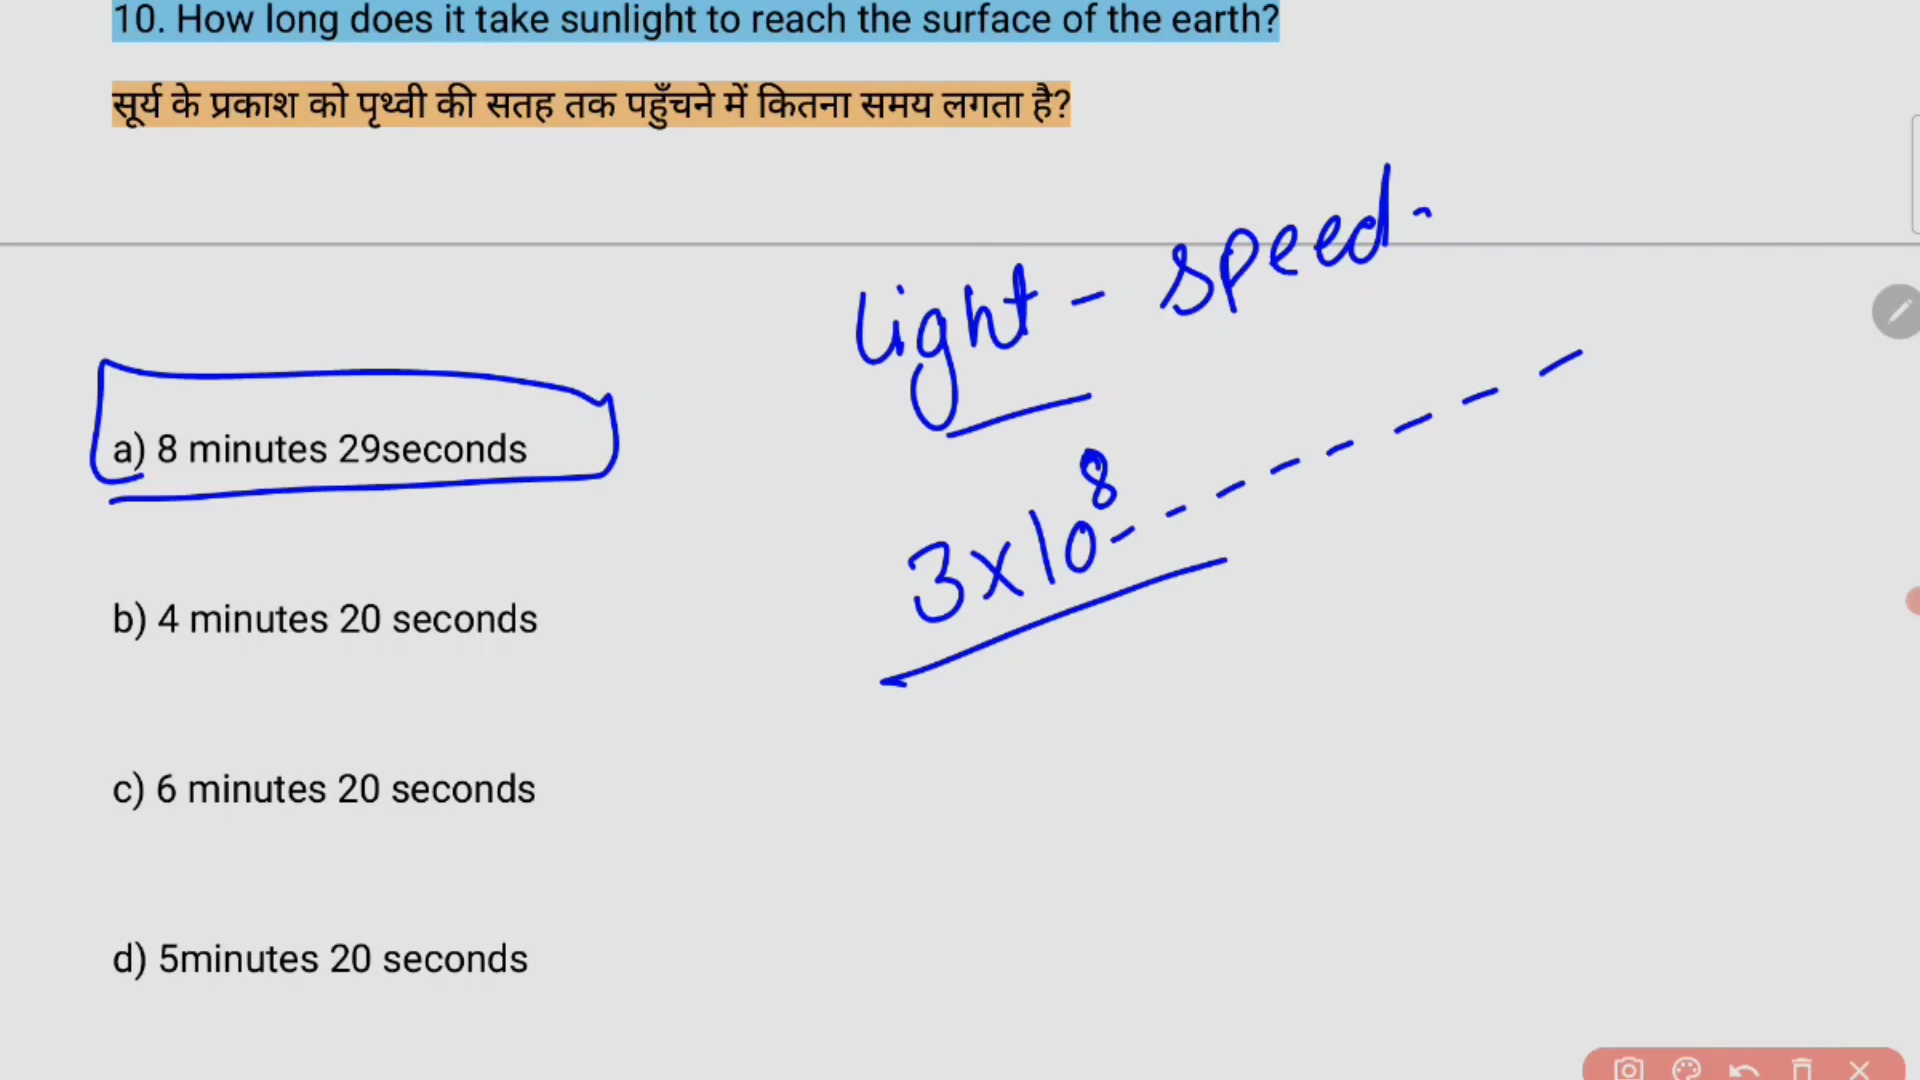 10. How long does it take sunlight to reach the surface of the earth?
सूर्य के प्रकाश को पृथ्वी की सतह तक पहुँचने में कितना समय लगता है?
light - speed.
a) 8 minutes 29seconds
3x10⁸
b) 4 minutes 20 seconds
c) 6 minutes 20 seconds
d) 5minutes 20 seconds